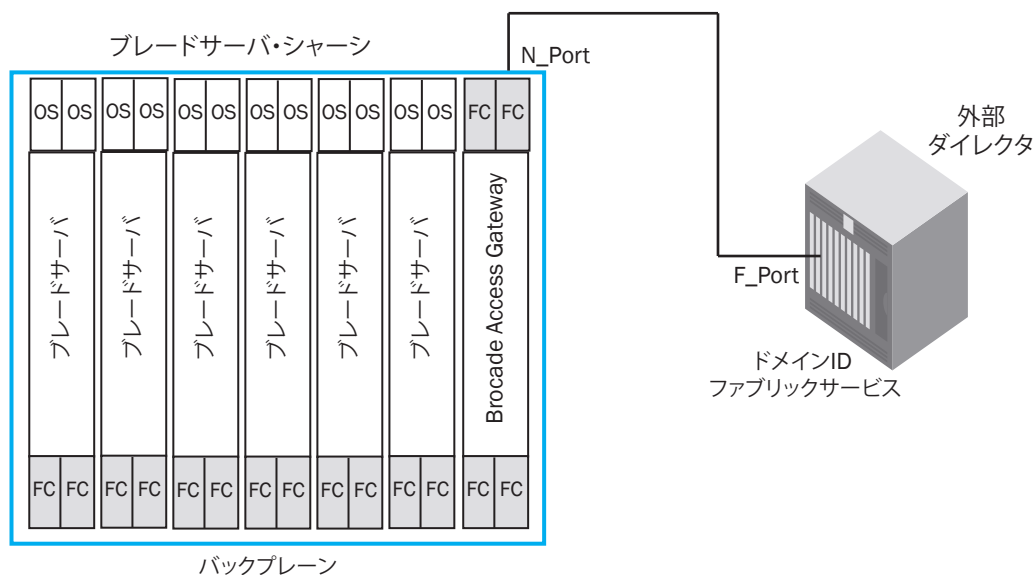 ブレードサーバ・シャーシ
N_Port
OS OS OS OS OS OS OS OS OS OS OS OS FC FC
外部
ダイレクタ
ブレードサーバ
ブレードサーバ
ブレードサーバ
ブレードサーバ
ブレードサーバ
ブレードサーバ
Brocade Access Gateway
F_Port
ドメインID
ファブリックサービス
FC FC FC FC FC FC FC FC FC FC FC FC FC FC
バックプレーン